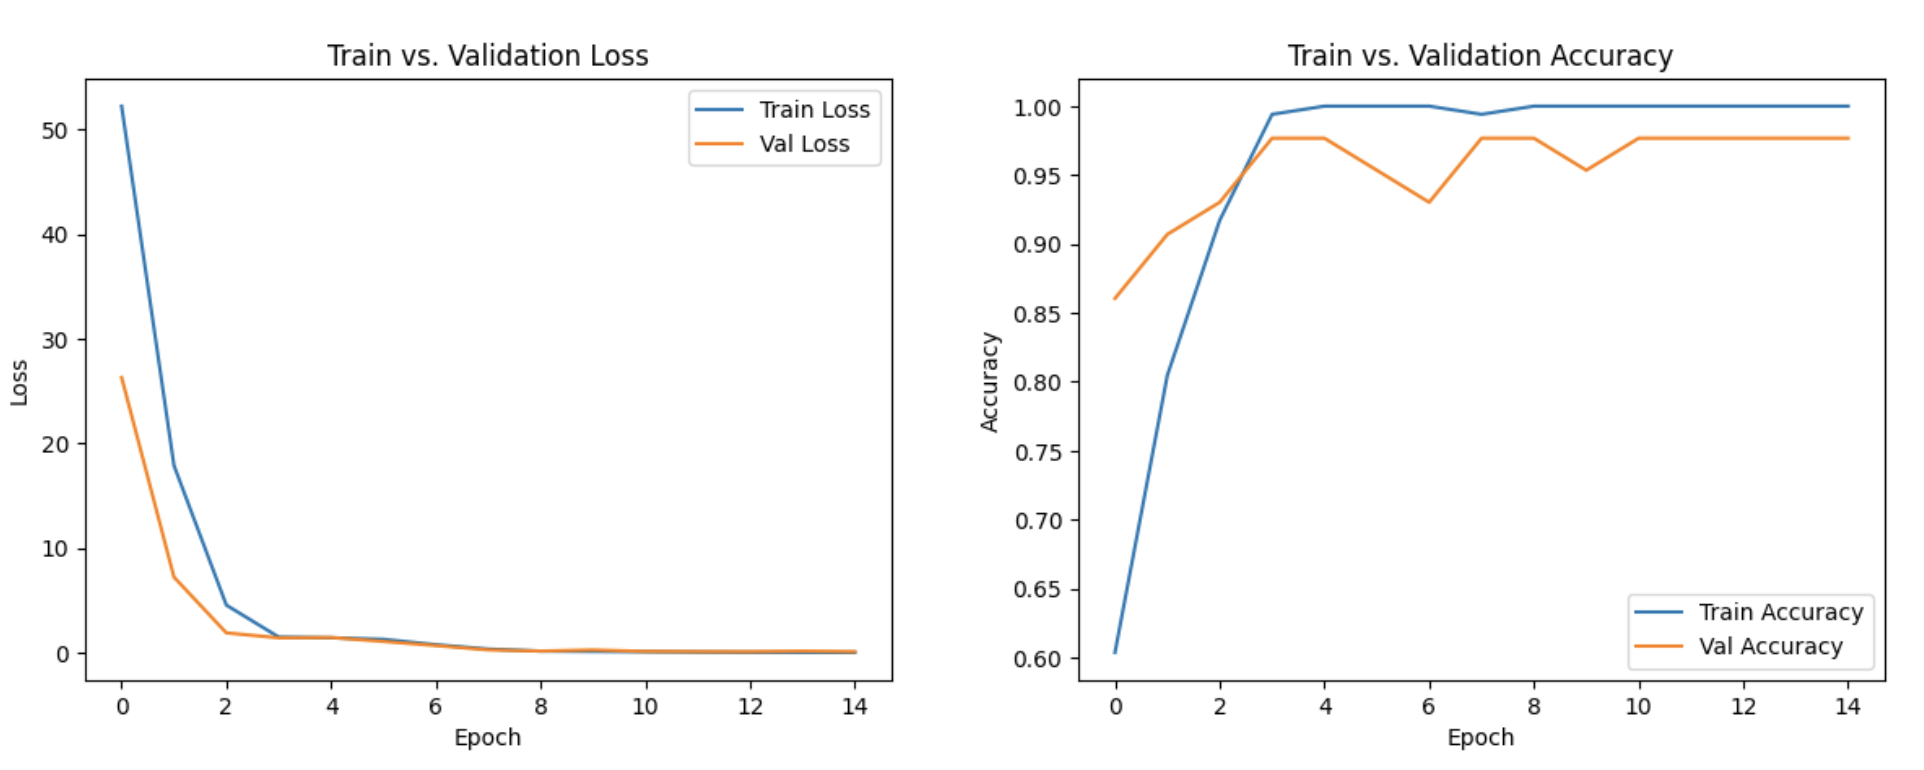 Train vs. Validation Loss
Train Loss
Val Loss
50
40
30
20
10
0
Loss
0 2 4 6 8 10 12 14
Epoch
Train vs. Validation Accuracy
1.00
0.95
0.90
0.85
0.80
0.75
0.70
0.65
0.60
Accuracy
Train Accuracy
Val Accuracy
0 2 4 6 8 10 12 14
Epoch